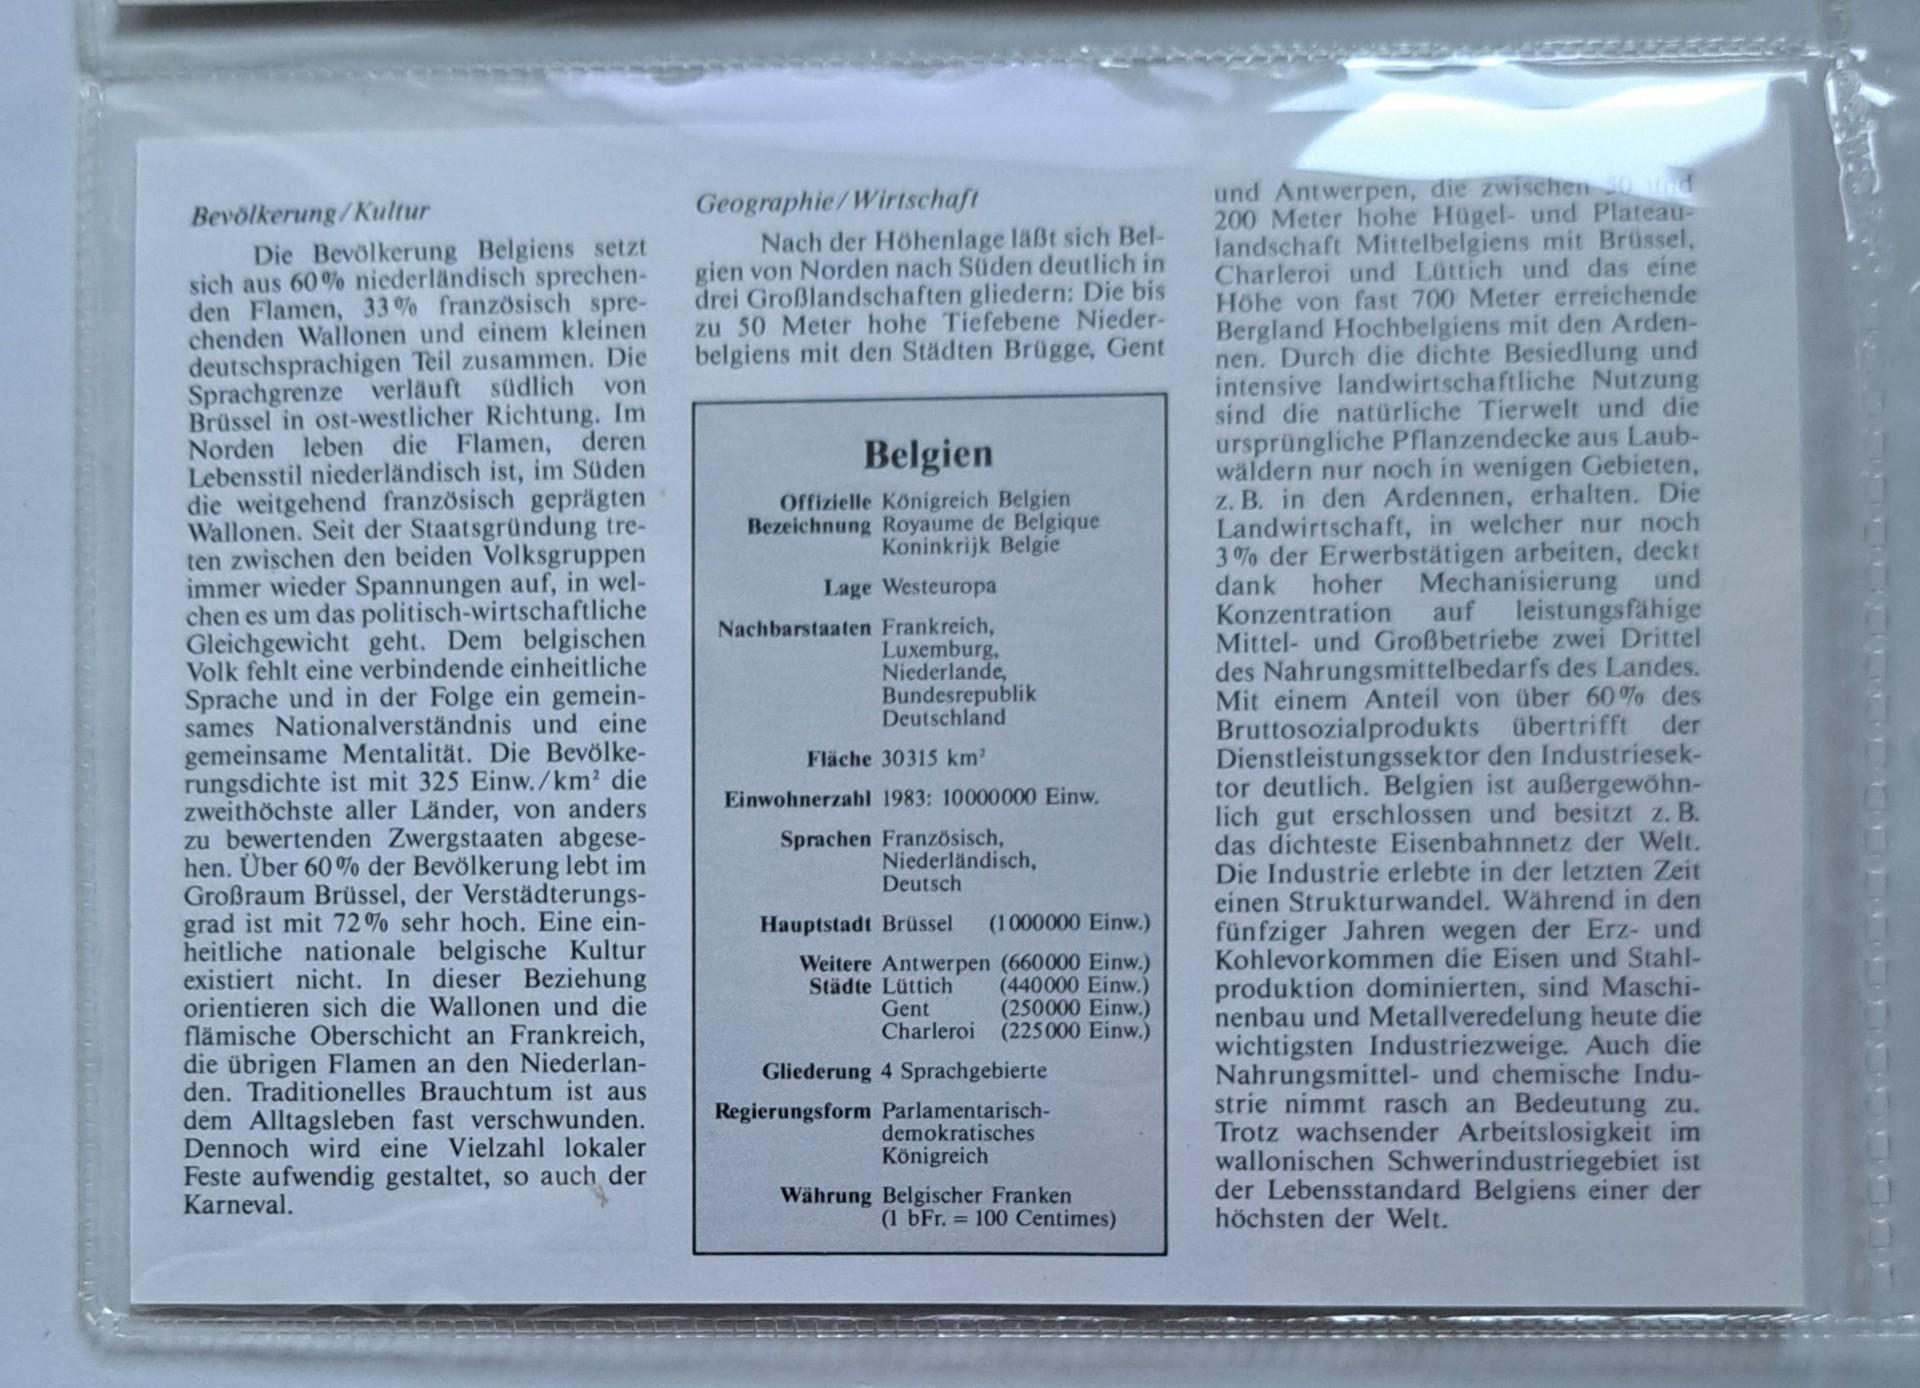 Bevölkerung/Kultur
Die Bevölkerung Belgiens setzt
sich aus 60% niederländisch sprechen-
den Flamen, 33% französisch spre-
chenden Wallonen und einem kleinen
deutschsprachigen Teil zusammen. Die
Sprachgrenze verläuft südlich von
Brüssel in ost-westlicher Richtung. Im
Norden leben die Flamen, deren
Lebensstil niederländisch ist, im Süden
die weitgehend französisch geprägten
Wallonen. Seit der Staatsgründung tre-
ten zwischen den beiden Volksgruppen
immer wieder Spannungen auf, in wel-
chen es um das politisch-wirtschaftliche
Gleichgewicht geht. Dem belgischen
Volk fehlt eine verbindende einheitliche
Sprache und in der Folge ein gemein-
sames Nationalverständnis und eine
gemeinsame Mentalität. Die Bevölke-
rungsdichte ist mit 325 Einw./km² die
zweithöchste aller Länder, von anders
zu bewertenden Zwergstaaten abgese-
hen. Über 60% der Bevölkerung lebt im
Großraum Brüssel, der Verstädterungs-
grad ist mit 72% sehr hoch. Eine ein-
heitliche nationale belgische Kultur
existiert nicht. In dieser Beziehung
orientieren sich die Wallonen und die
flämische Oberschicht an Frankreich,
die übrigen Flamen an den Niederlan-
den. Traditionelles Brauchtum ist aus
dem Alltagsleben fast verschwunden.
Dennoch wird eine Vielzahl lokaler
Feste aufwendig gestaltet, so auch der
Karneval.
Geographie/Wirtschaft
Nach der Höhenlage läßt sich Bel-
gien von Norden nach Süden deutlich in
drei Großlandschaften gliedern: Die bis
zu 50 Meter hohe Tiefebene Nieder-
belgiens mit den Städten Brügge, Gent
Belgien
Offizielle Königreich Belgien
Bezeichnung Royaume de Belgique
Koninkrijk Belgie
Lage Westeuropa
Nachbarstaaten Frankreich,
Luxemburg,
Niederlande,
Bundesrepublik
Deutschland
Fläche 30315 km²
Einwohnerzahl 1983: 10000000 Einw.
Sprachen Französisch,
Niederländisch,
Deutsch
Hauptstadt Brüssel (1000000 Einw.)
Weitere Antwerpen (660000 Einw.)
Städte Lüttich (440000 Einw.)
Gent (250000 Einw.)
Charleroi (225000 Einw.)
Gliederung 4 Sprachgebierte
Regierungsform Parlamentarisch-
demokratisches
Königreich
Währung Belgischer Franken
(1 bFr. = 100 Centimes)
und Antwerpen, die zwischen 50 und
200 Meter hohe Hügel- und Plateau-
landschaft Mittelbelgiens mit Brüssel,
Charleroi und Lüttich und das eine
Höhe von fast 700 Meter erreichende
Bergland Hochbelgiens mit den Arden-
nen. Durch die dichte Besiedlung und
intensive landwirtschaftliche Nutzung
sind die natürliche Tierwelt und die
ursprüngliche Pflanzendecke aus Laub-
wäldern nur noch in wenigen Gebieten,
z. B. in den Ardennen, erhalten. Die
Landwirtschaft, in welcher nur noch
3% der Erwerbstätigen arbeiten, deckt
dank hoher Mechanisierung und
Konzentration auf leistungsfähige
Mittel- und Großbetriebe zwei Drittel
des Nahrungsmittelbedarfs des Landes.
Mit einem Anteil von über 60% des
Bruttosozialprodukts übertrifft der
Dienstleistungssektor den Industriesek-
tor deutlich. Belgien ist außergewöhn-
lich gut erschlossen und besitzt z. B.
das dichteste Eisenbahnnetz der Welt.
Die Industrie erlebte in der letzten Zeit
einen Strukturwandel. Während in den
fünfziger Jahren wegen der Erz- und
Kohlevorkommen die Eisen und Stahl-
produktion dominierten, sind Maschi-
nenbau und Metallveredelung heute die
wichtigsten Industriezweige. Auch die
Nahrungsmittel- und chemische Indu-
strie nimmt rasch an Bedeutung zu.
Trotz wachsender Arbeitslosigkeit im
wallonischen Schwerindustriegebiet ist
der Lebensstandard Belgiens einer der
höchsten der Welt.